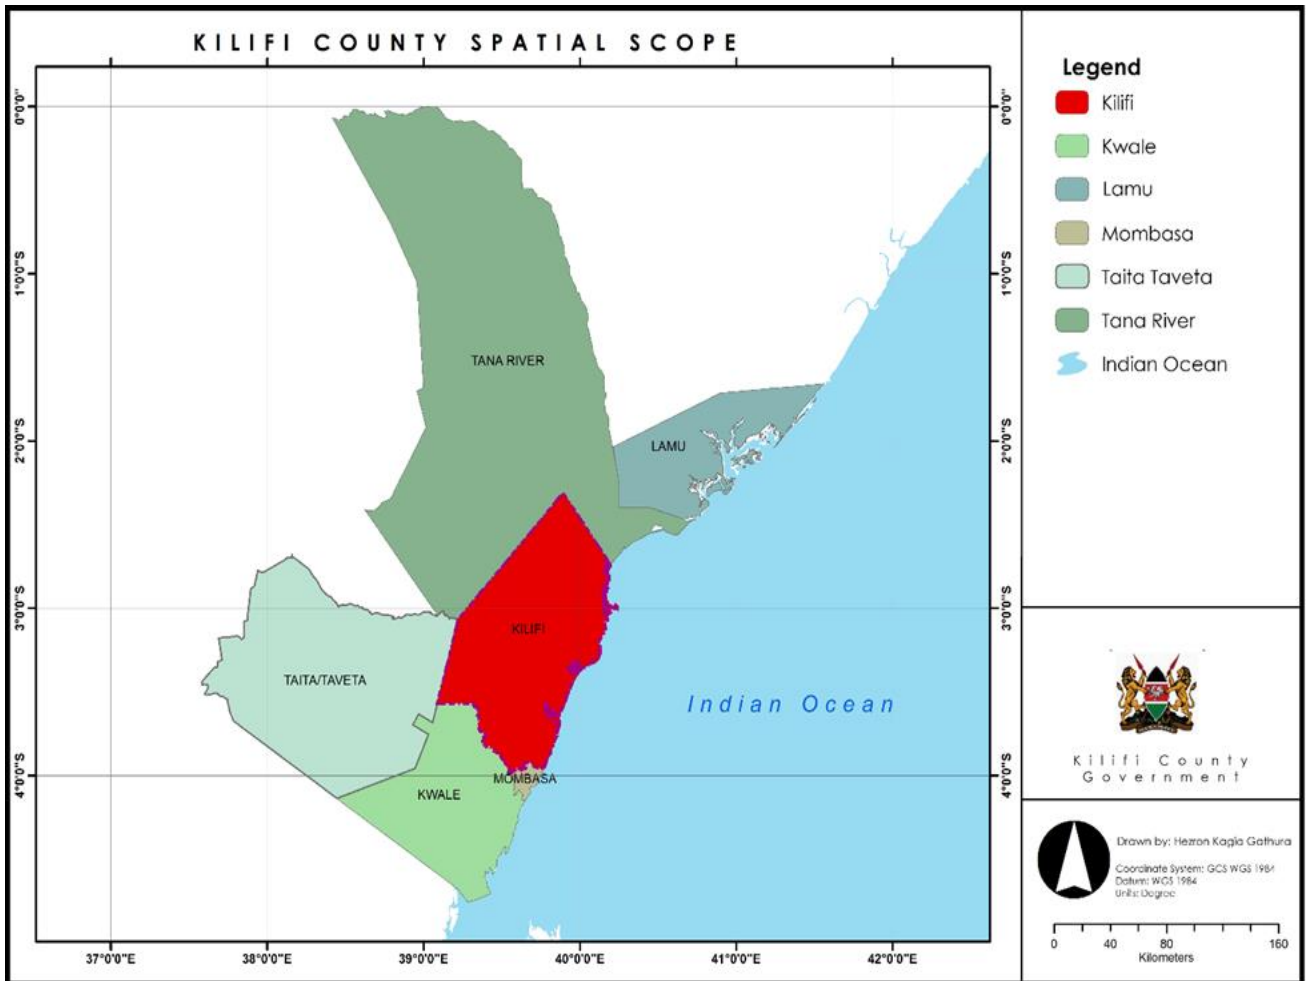 KILIFI COUNTY SPATIAL SCOPE
0°0'0"
1°0'0"S
2°0'0"S
3°0'0"S
4°0'0"S
0°0'0"
1°0'0"S
2°0'0"S
3°0'0"S
4°0'0"S
TANA RIVER
LAMU
KILIFI
TAITA/TAVETA
Indian Ocean
MOMBASA
KWALE
37°0'0"E
38°0'0"E
39°0'0"E
40°0'0"E
41°0'0"E
42°0'0"E
Legend
Kilifi
Kwale
Lamu
Mombasa
Taita Taveta
Tana River
Indian Ocean
Kilifi County
Government
Drawn by: Hezron Kagia Gathura
Coordinate System: GCS WGS 1984
Datum: WGS 1984
Units: Degree
0 40 80 160
Kilometers